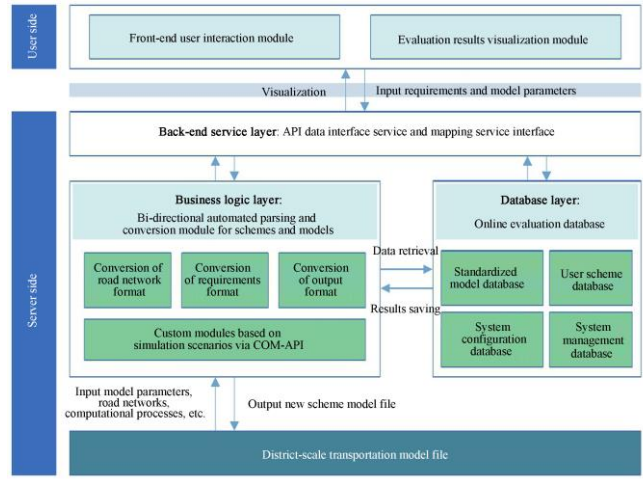 User side
Front-end user interaction module
Evaluation results visualization module
Visualization
Input requirements and model parameters
Server side
Back-end service layer: API data interface service and mapping service interface
Business logic layer:
Bi-directional automated parsing and
conversion module for schemes and models
Conversion of
road network
format
Conversion
of requirements
format
Conversion
of output
format
Custom modules based on
simulation scenarios via COM-API
Data retrieval
Results saving
Database layer:
Online evaluation database
Standardized
model database
User scheme
database
System
configuration
database
System
management
database
Input model parameters,
road networks,
computational processes, etc.
Output new scheme model file
District-scale transportation model file